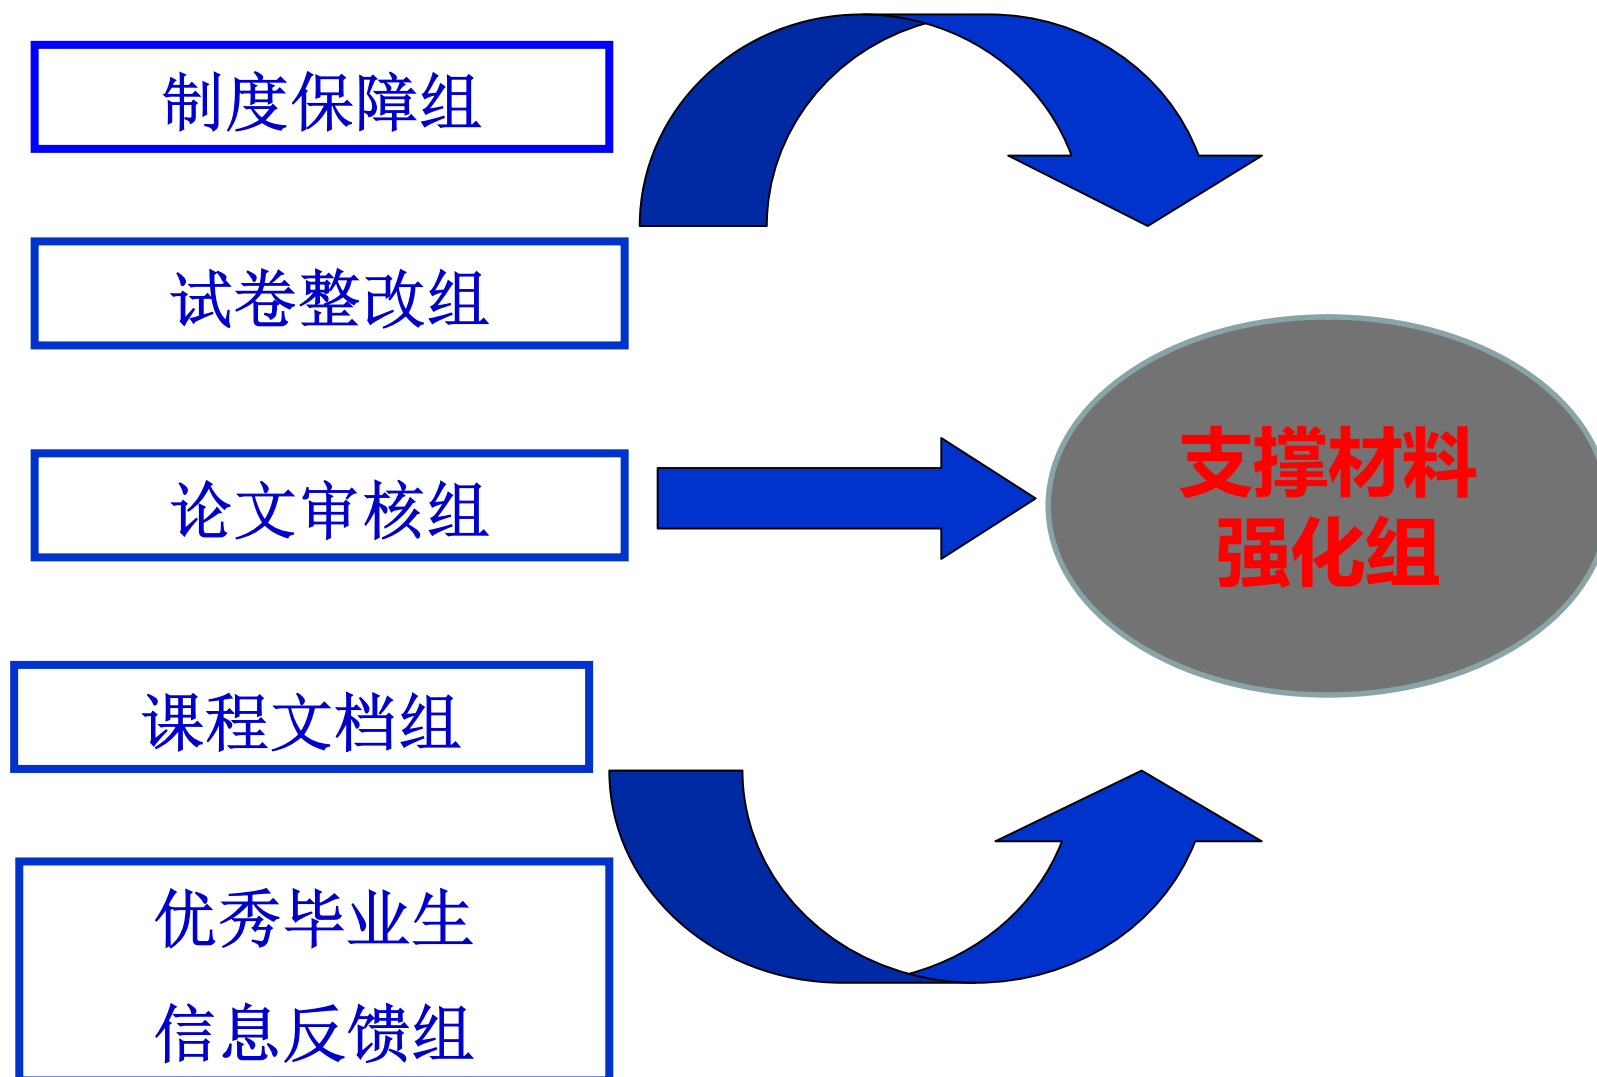 制度保障组
试卷整改组
论文审核组
支撑材料
强化组
课程文档组
优秀毕业生
信息反馈组